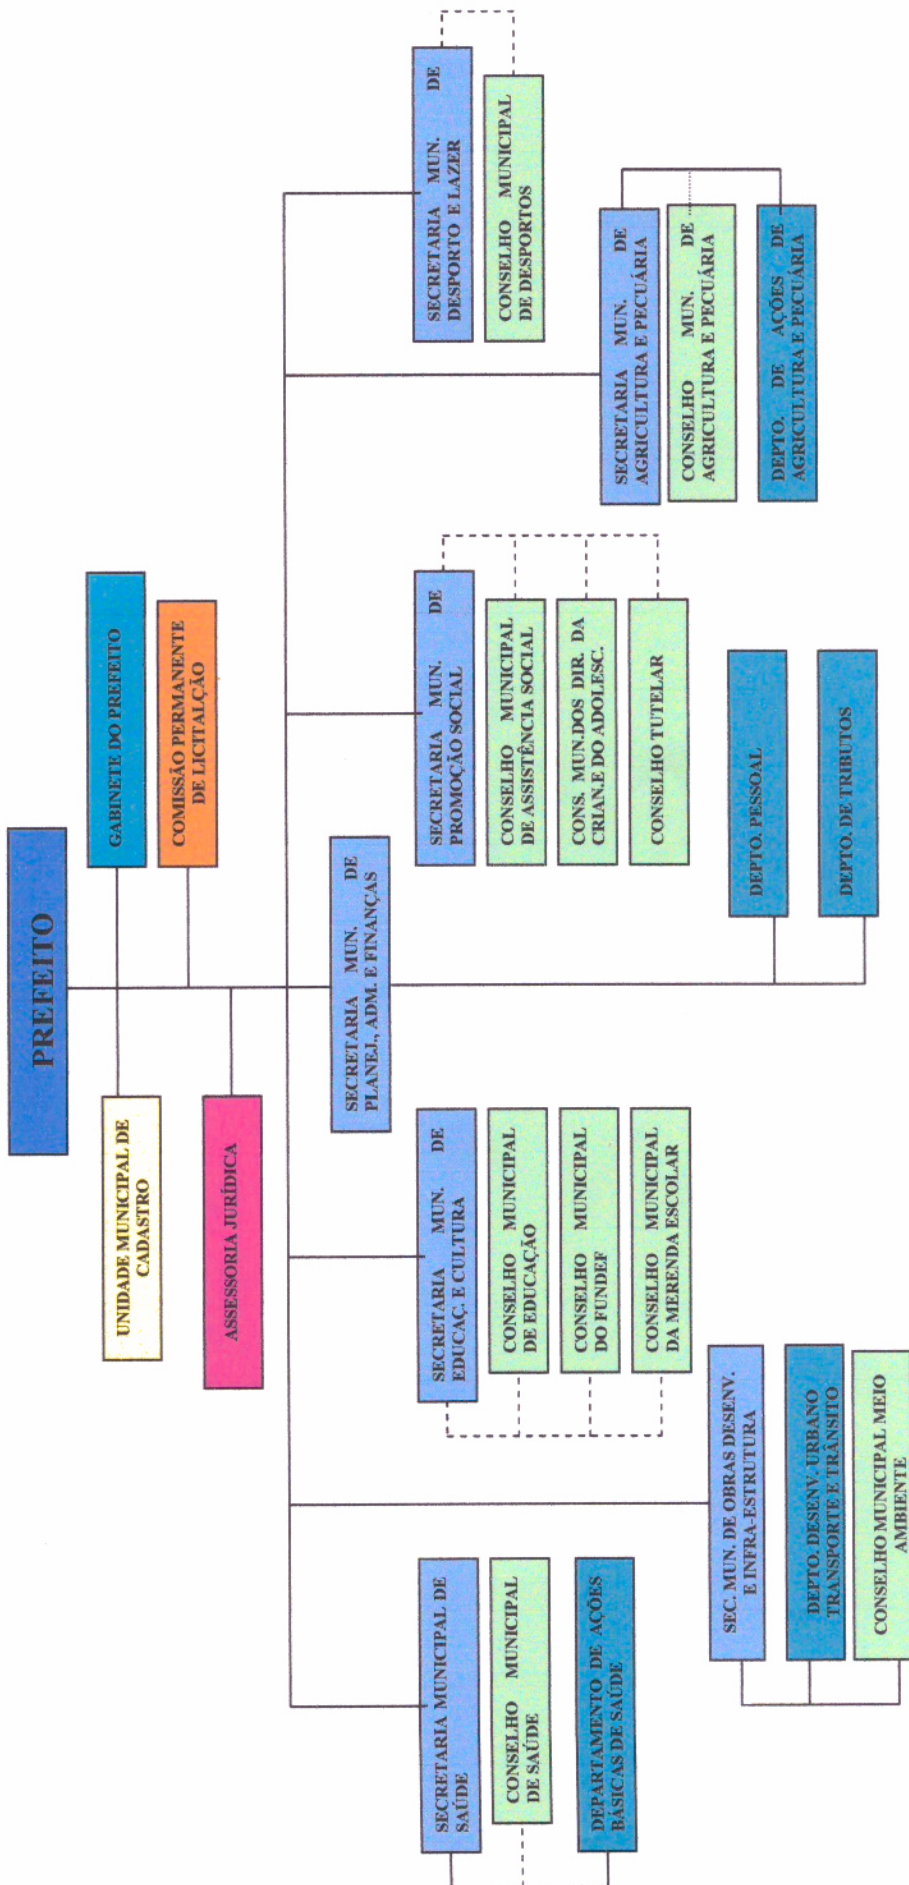 PREFEITO
GABINETE DO PREFEITO
UNIDADE MUNICIPAL DE
CADASTRO
COMISSÃO PERMANENTE
DE LICITALÇÃO
ASSESSORIA JURÍDICA
SECRETARIA MUN. DE
PLANEJ., ADM. E FINANÇAS
DEPTO. PESSOAL
DEPTO. DE TRIBUTOS
SECRETARIA MUNICIPAL DE
SAÚDE
CONSELHO MUNICIPAL
DE SAÚDE
DEPARTAMENTO DE AÇÕES
BÁSICAS DE SAÚDE
SEC. MUN. DE OBRAS DESENV.
E INFRA-ESTRUTURA
DEPTO. DESENV. URBANO
TRANSPORTE E TRÂNSITO
CONSELHO MUNICIPAL MEIO
AMBIENTE
SECRETARIA MUN. DE
EDUCAÇ. E CULTURA
CONSELHO MUNICIPAL
DE EDUCAÇÃO
CONSELHO MUNICIPAL
DO FUNDEF
CONSELHO MUNICIPAL
DA MERENDA ESCOLAR
SECRETARIA MUN. DE
PROMOÇÃO SOCIAL
CONSELHO MUNICIPAL
DE ASSISTÊNCIA SOCIAL
CONS. MUN.DOS DIR. DA
CRIAN.E DO ADOLESC.
CONSELHO TUTELAR
SECRETARIA MUN. DE
AGRICULTURA E PECUÁRIA
CONSELHO MUN. DE
AGRICULTURA E PECUÁRIA
DEPTO. DE AÇÕES DE
AGRICULTURA E PECUÁRIA
SECRETARIA MUN. DE
DESPORTO E LAZER
CONSELHO MUNICIPAL
DE DESPORTOS